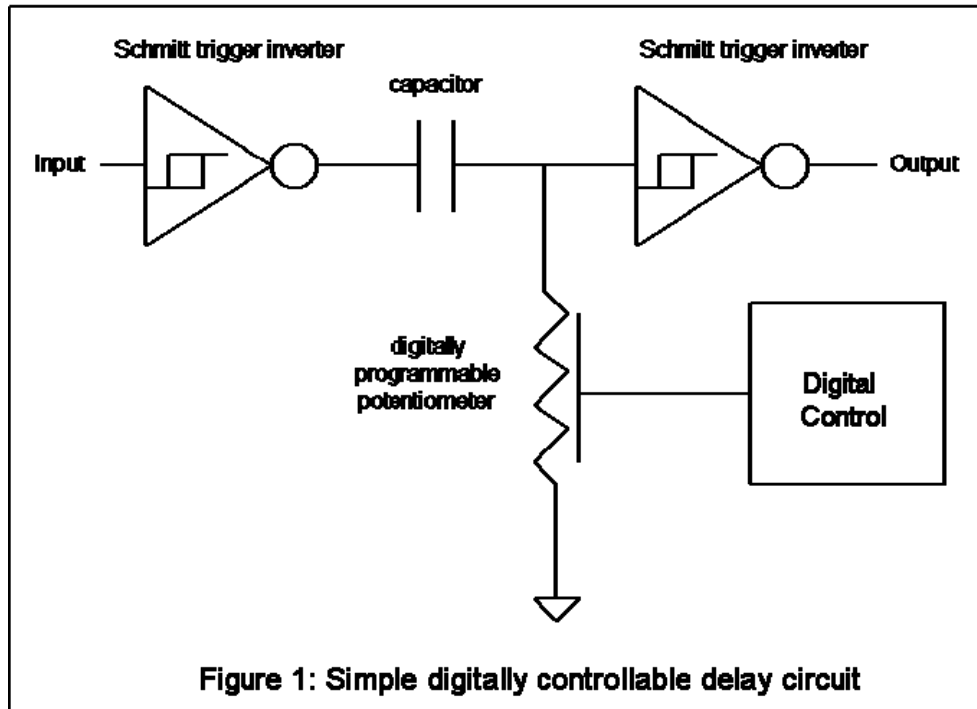 Schmitt trigger inverter
Schmitt trigger inverter
capacitor
Input
Output
digitally
programmable
potentiometer
Digital
Control
Figure 1: Simple digitally controllable delay circuit